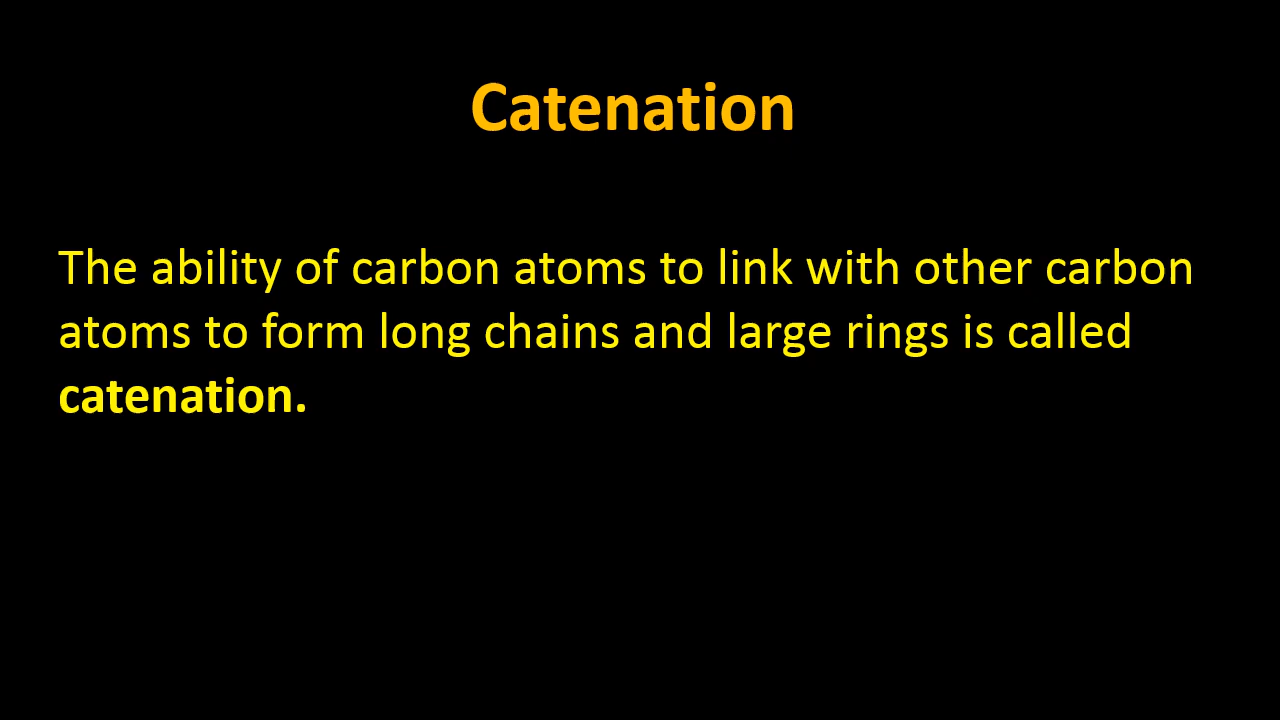 Catenation
The ability of carbon atoms to link with other carbon
atoms to form long chains and large rings is called
catenation.